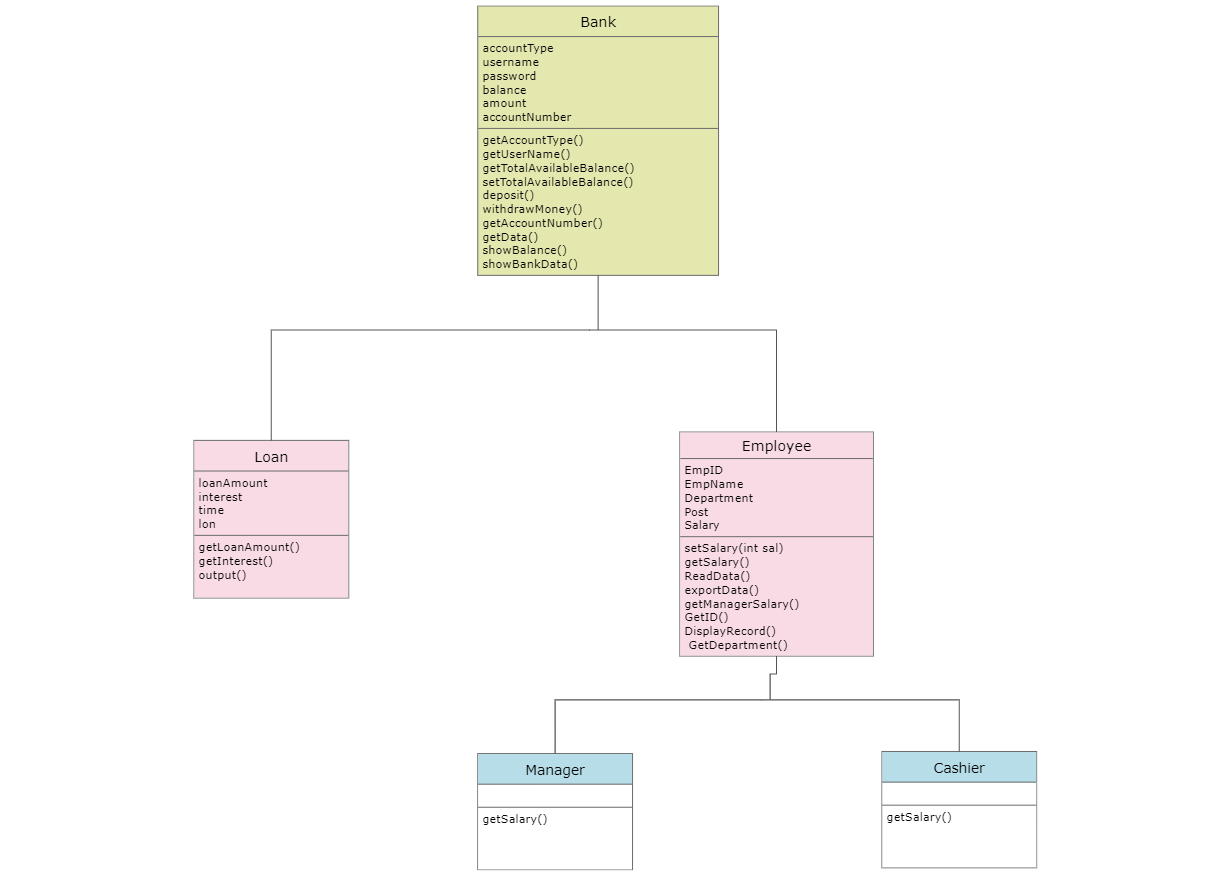 Bank
accountType
username
password
balance
amount
accountNumber
getAccountType()
getUserName()
getTotalAvailableBalance()
setTotalAvailableBalance()
deposit()
withdrawMoney()
getAccountNumber()
getData()
showBalance()
showBankData()
Loan
loanAmount
interest
time
lon
getLoanAmount()
getInterest()
output()
Employee
EmpID
EmpName
Department
Post
Salary
setSalary(int sal)
getSalary()
ReadData()
exportData()
getManagerSalary()
GetID()
DisplayRecord()
GetDepartment()
Manager
getSalary()
Cashier
getSalary()